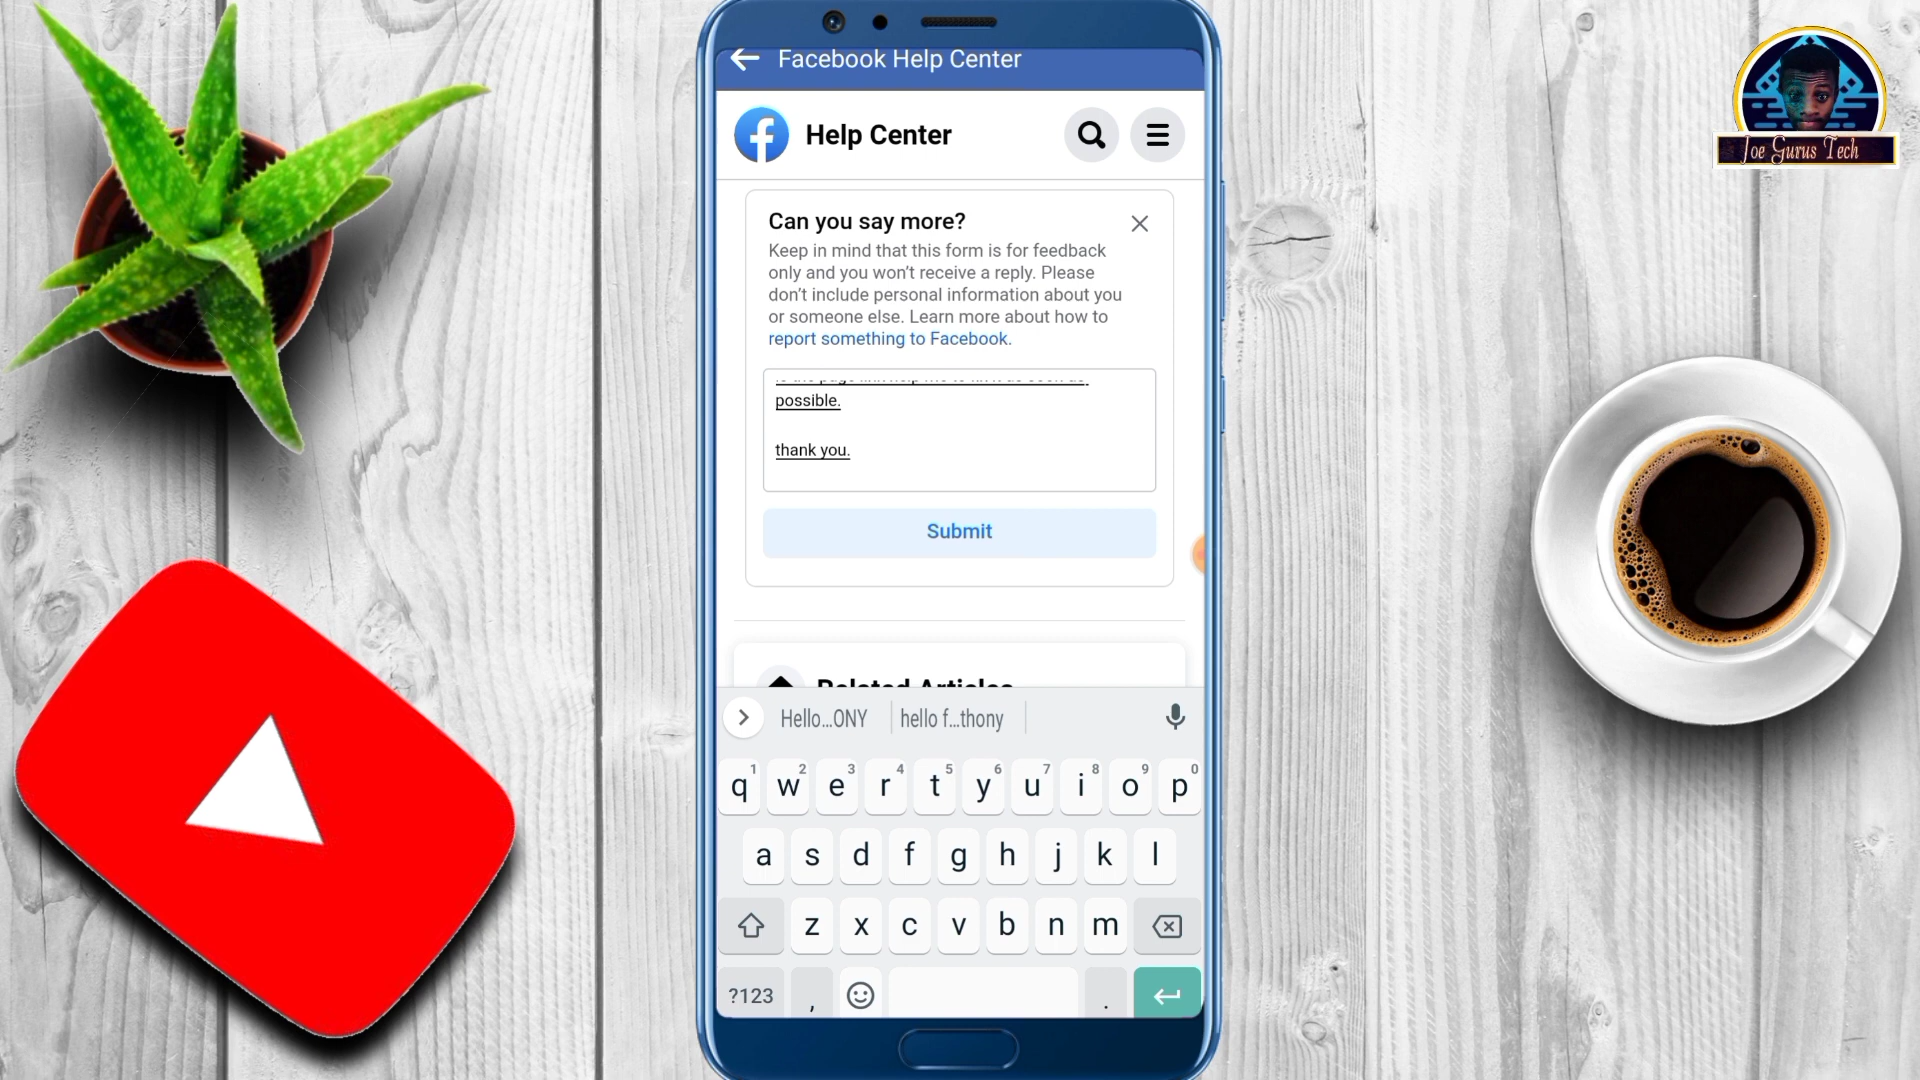 Facebook Help Center
Help Center
Joe Gurus Tech
Can you say more?
Keep in mind that this form is for feedback
only and you won't receive a reply. Please
don't include personal information about you
or someone else. Learn more about how to
report something to Facebook.
possible.
thank you.
Submit
Related Articles
Hello...ONY hello f...thony
1 2 3 4 5 6 7 8 9 0
q w e r t y u i o p
a s d f g h j k l
z x c v b n m
?123 , .